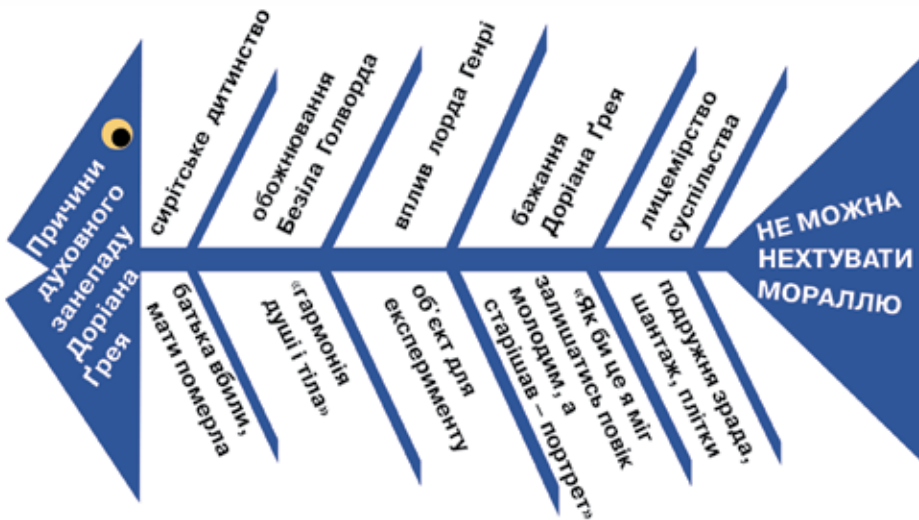 Причини
духовного
занепаду
Доріана
Ґрея
сирітське дитинство
обожнювання
Безіла Голворда
вплив лорда Генрі
бажання
Доріана Ґрея
лицемірство
суспільства
батька вбили,
мати померла
«гармонія
душі і тіла»
об'єкт для
експерименту
«Як би це я міг
залишатись повік
молодим, а
старішав – портрет»
подружня зрада,
шантаж, плітки
НЕ МОЖНА
НЕХТУВАТИ
МОРАЛЛЮ